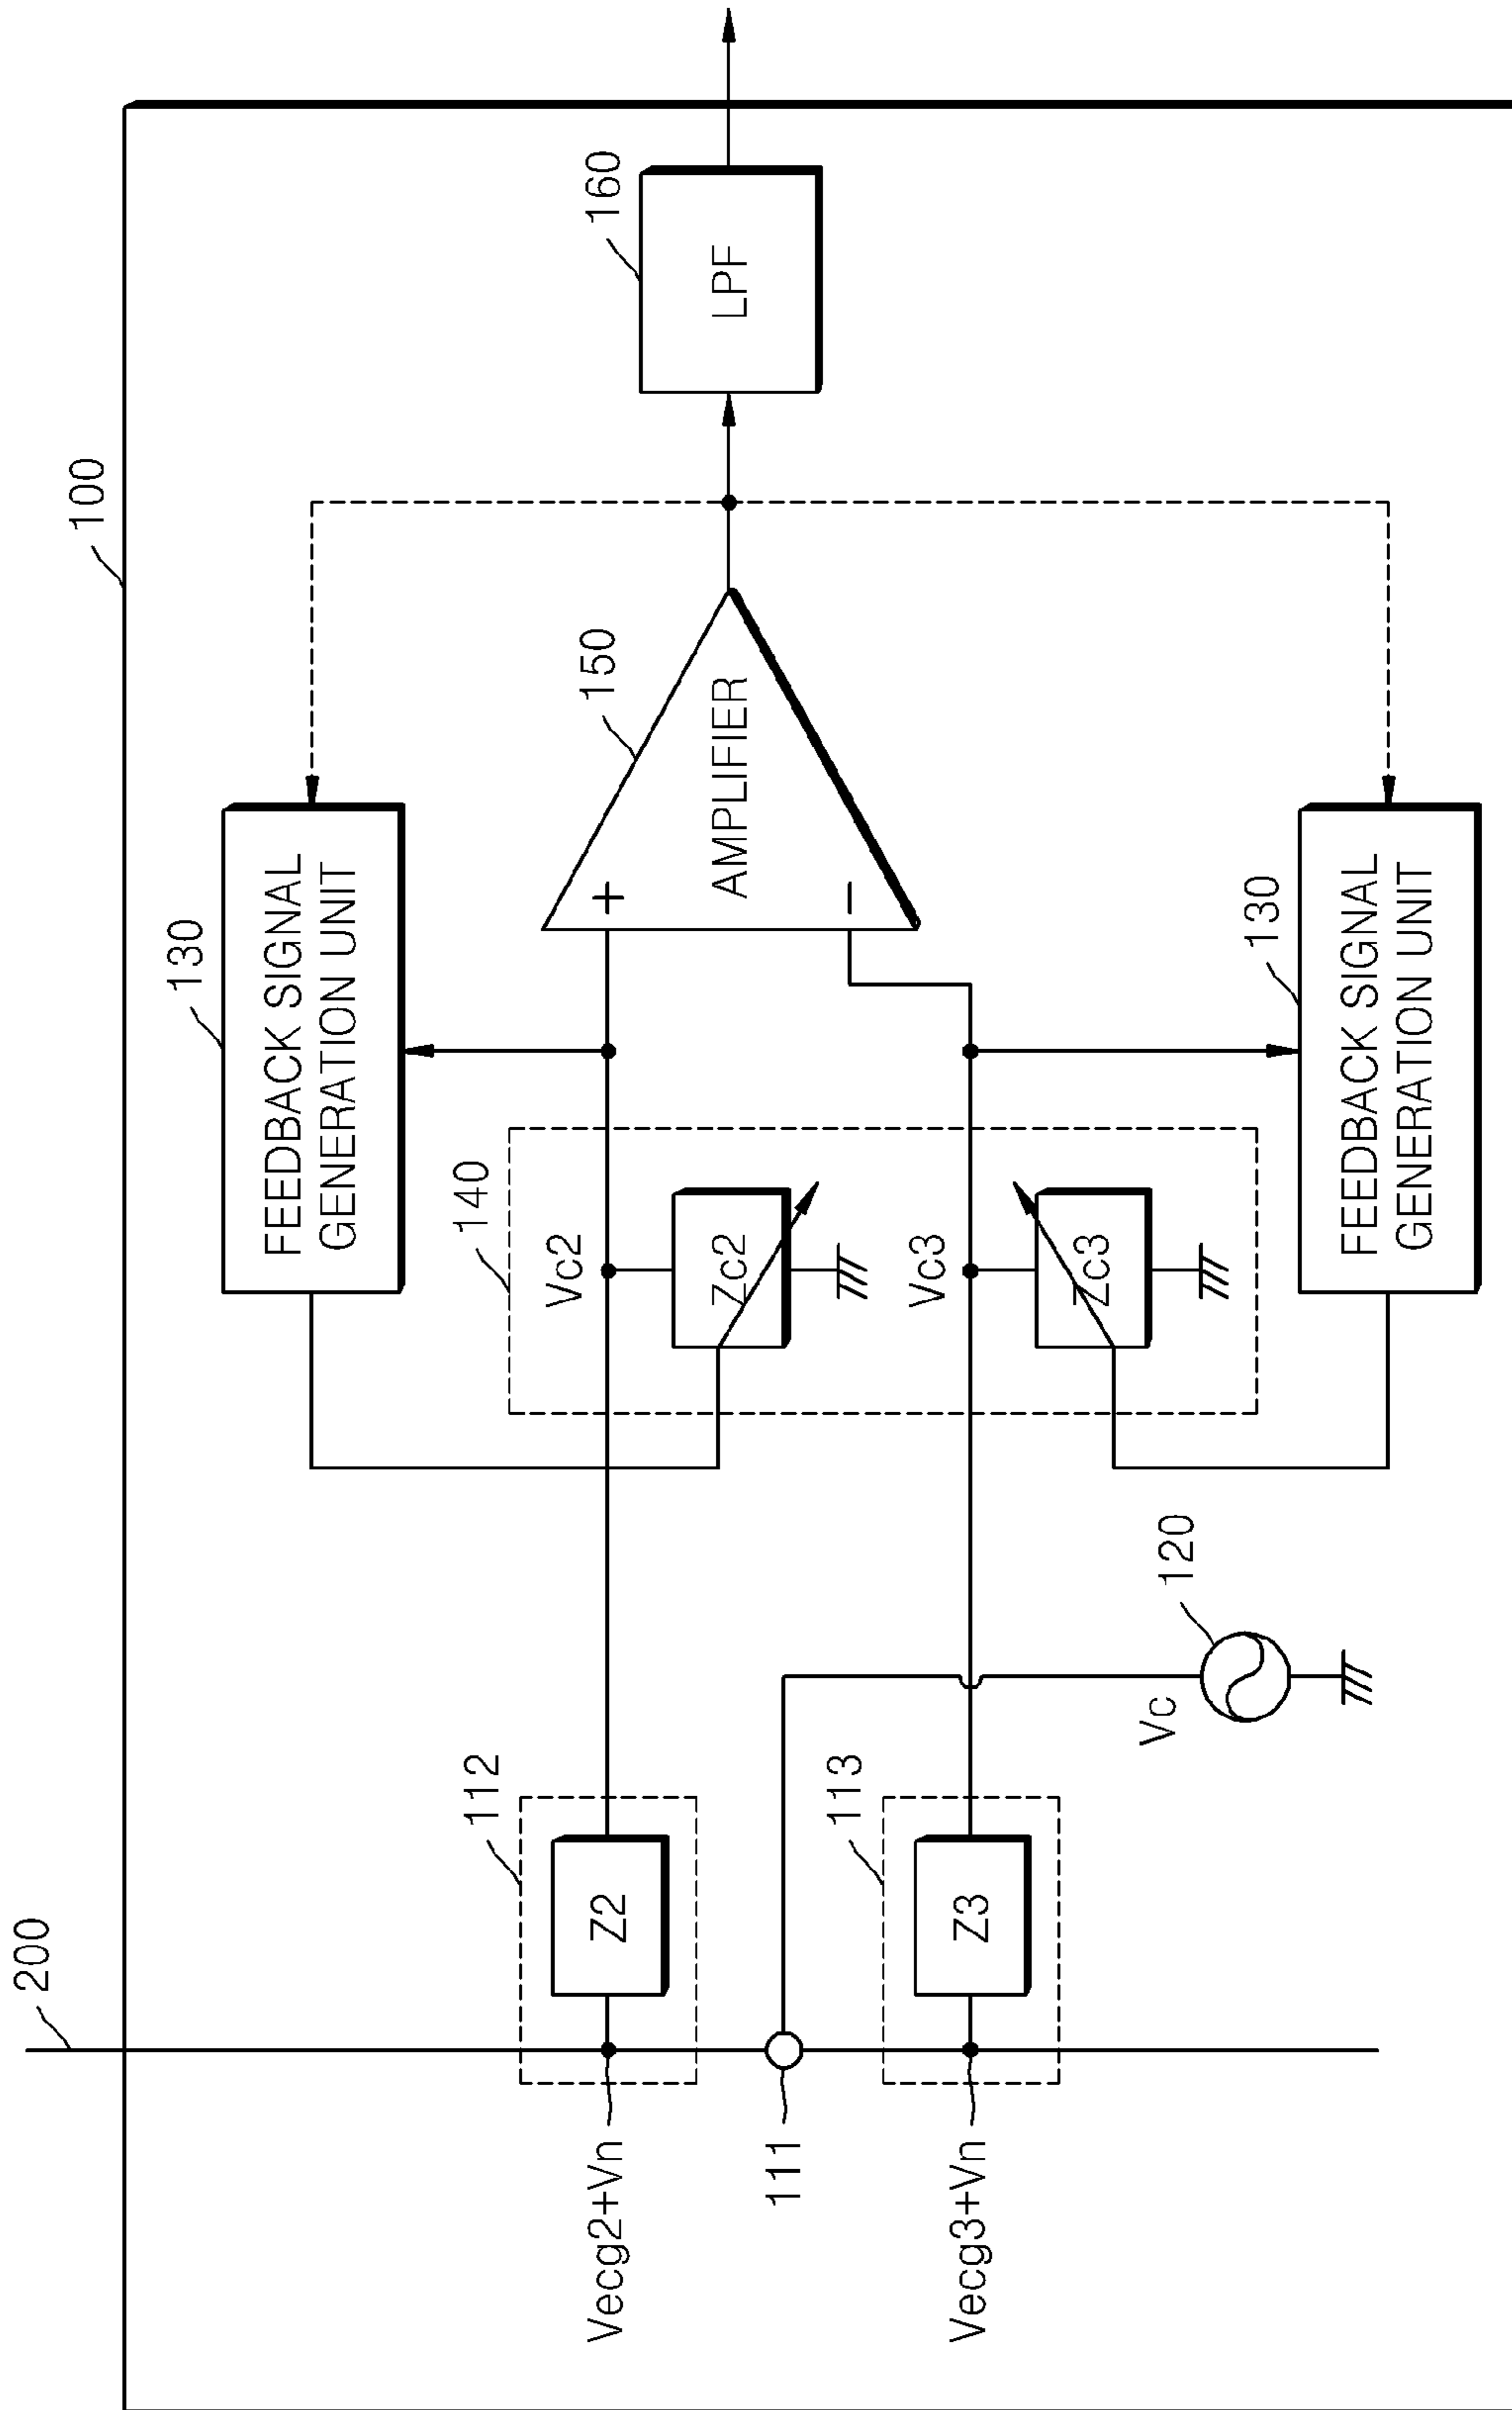 200
100
Vecg2+Vn
112
Z2
111
Vecg3+Vn
113
Z3
Vc
120
130
FEEDBACK SIGNAL
GENERATION UNIT
140
Vc2
Zc2
Vc3
Zc3
130
FEEDBACK SIGNAL
GENERATION UNIT
150
+
AMPLIFIER
−
160
LPF